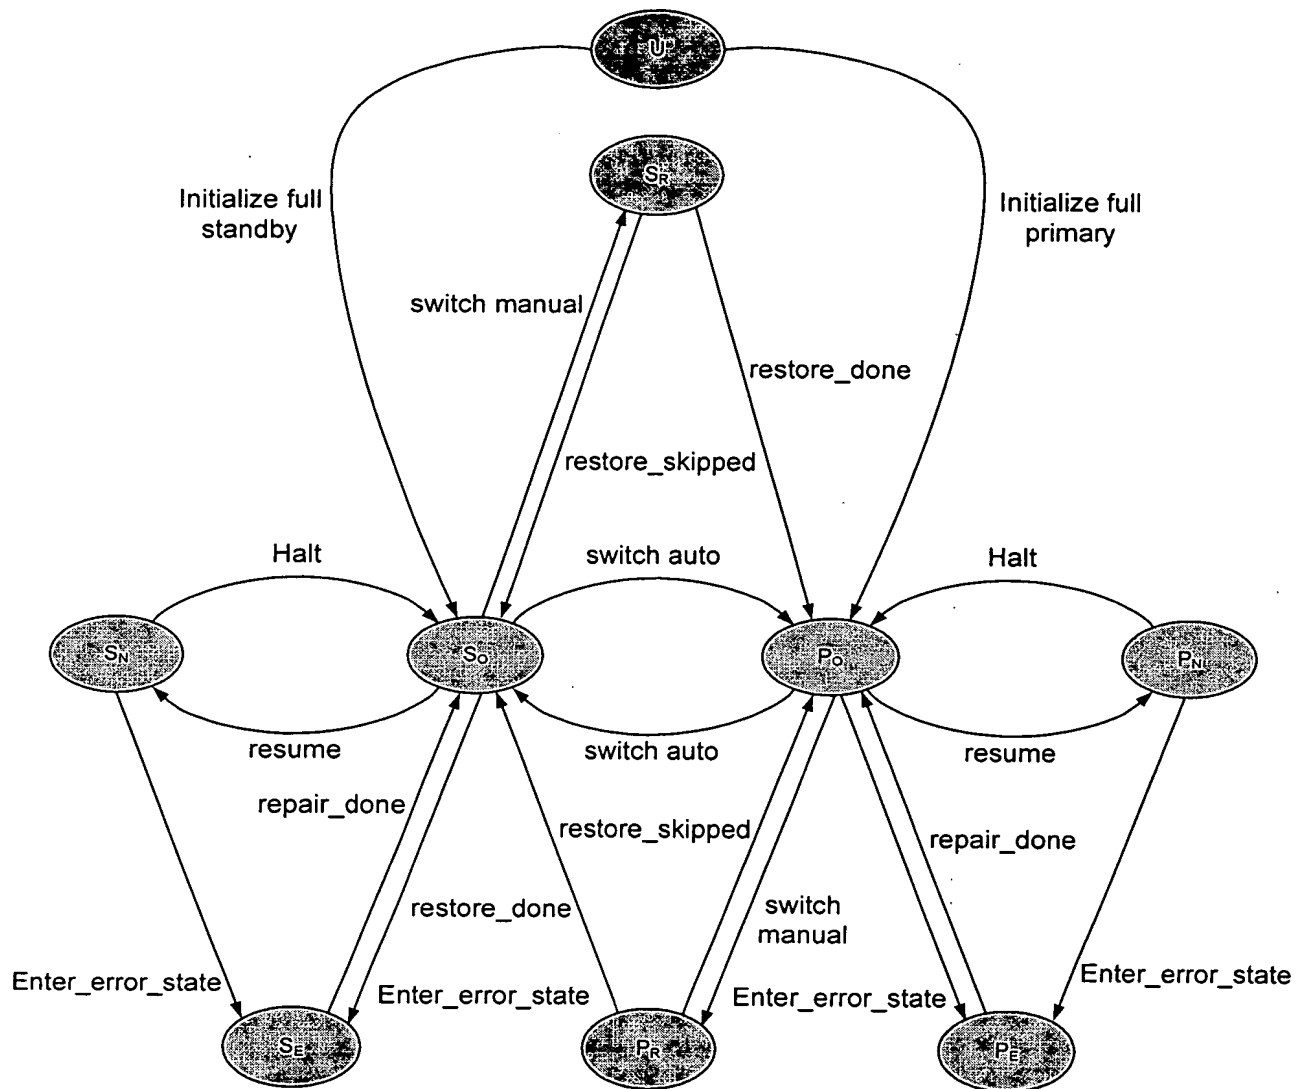 U
S_R
Initialize full
standby
Initialize full
primary
switch manual
restore_done
restore_skipped
Halt
switch auto
Halt
S_N
S_O
P_O
P_N
resume
switch auto
resume
repair_done
restore_skipped
repair_done
restore_done
switch
manual
Enter_error_state
Enter_error_state
Enter_error_state
Enter_error_state
S_E
P_R
P_E